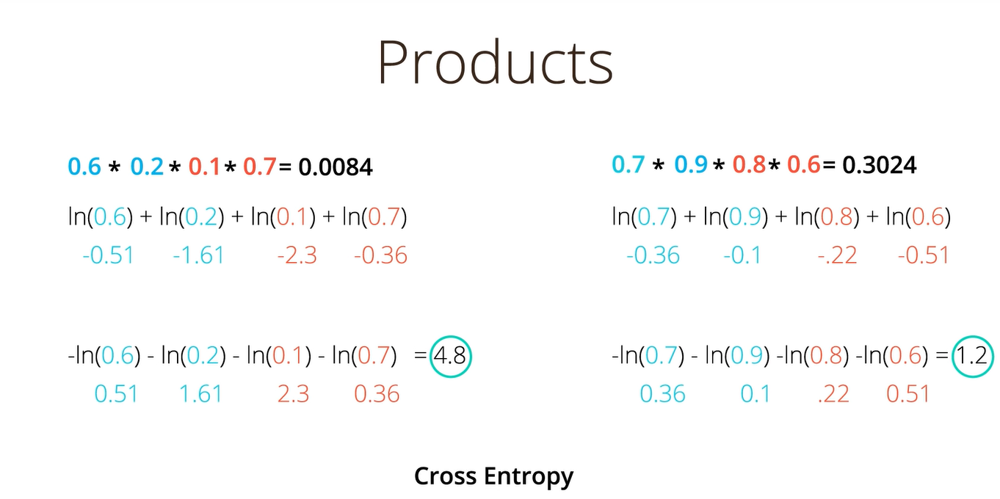 Products
0.6 * 0.2 * 0.1 * 0.7 = 0.0084
ln(0.6) + ln(0.2) + ln(0.1) + ln(0.7)
-0.51 -1.61 -2.3 -0.36
-ln(0.6) - ln(0.2) - ln(0.1) - ln(0.7) = 4.8
0.51 1.61 2.3 0.36
0.7 * 0.9 * 0.8 * 0.6 = 0.3024
ln(0.7) + ln(0.9) + ln(0.8) + ln(0.6)
-0.36 -0.1 -.22 -0.51
-ln(0.7) - ln(0.9) -ln(0.8) -ln(0.6) = 1.2
0.36 0.1 .22 0.51
Cross Entropy